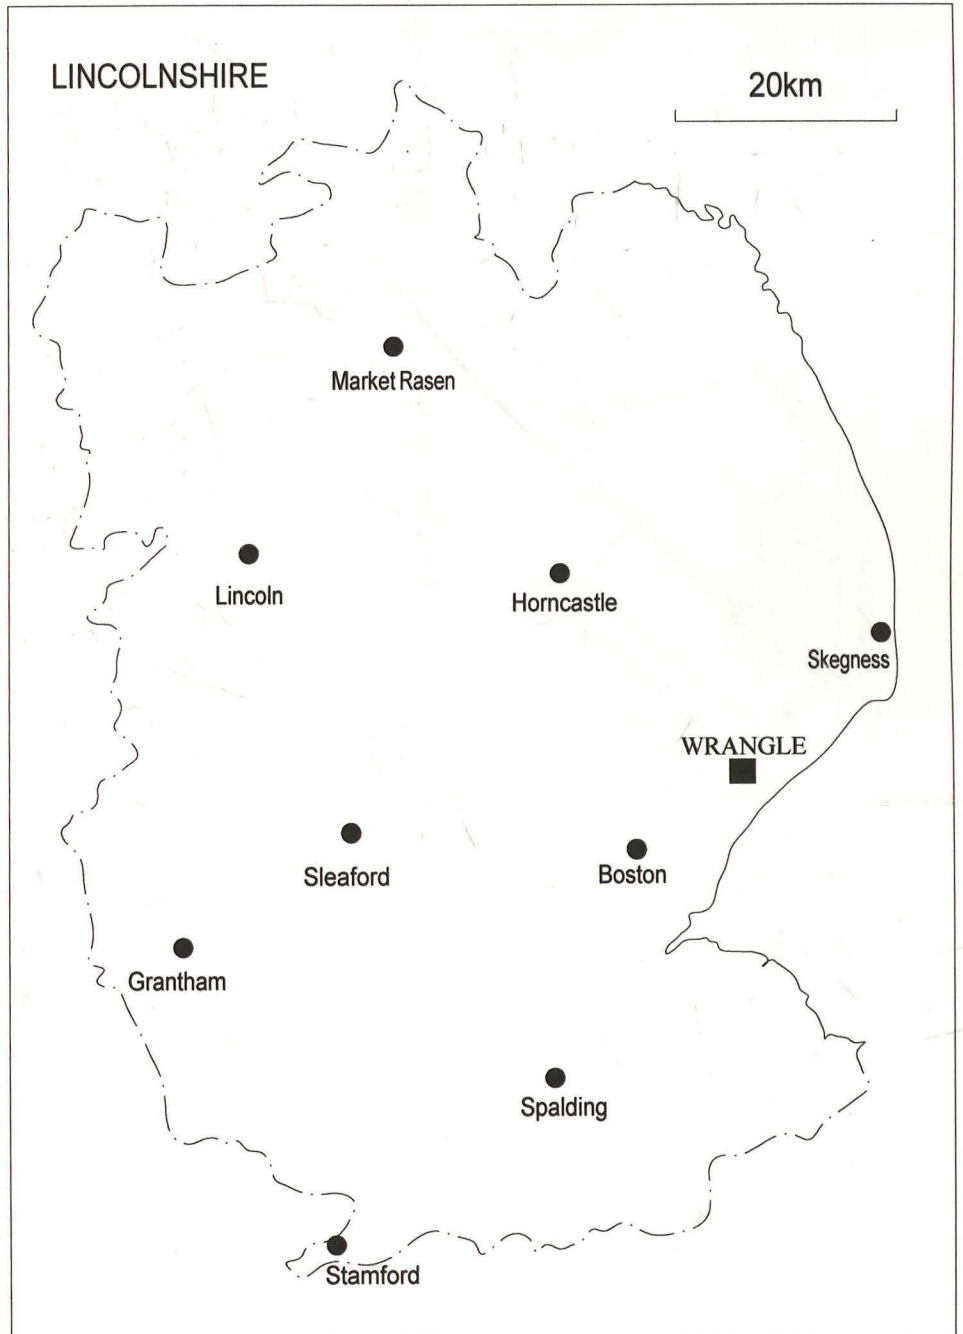 LINCOLNSHIRE
20km
Market Rasen
Lincoln
Horncastle
Skegness
WRANGLE
Sleaford
Boston
Grantham
Spalding
Stamford